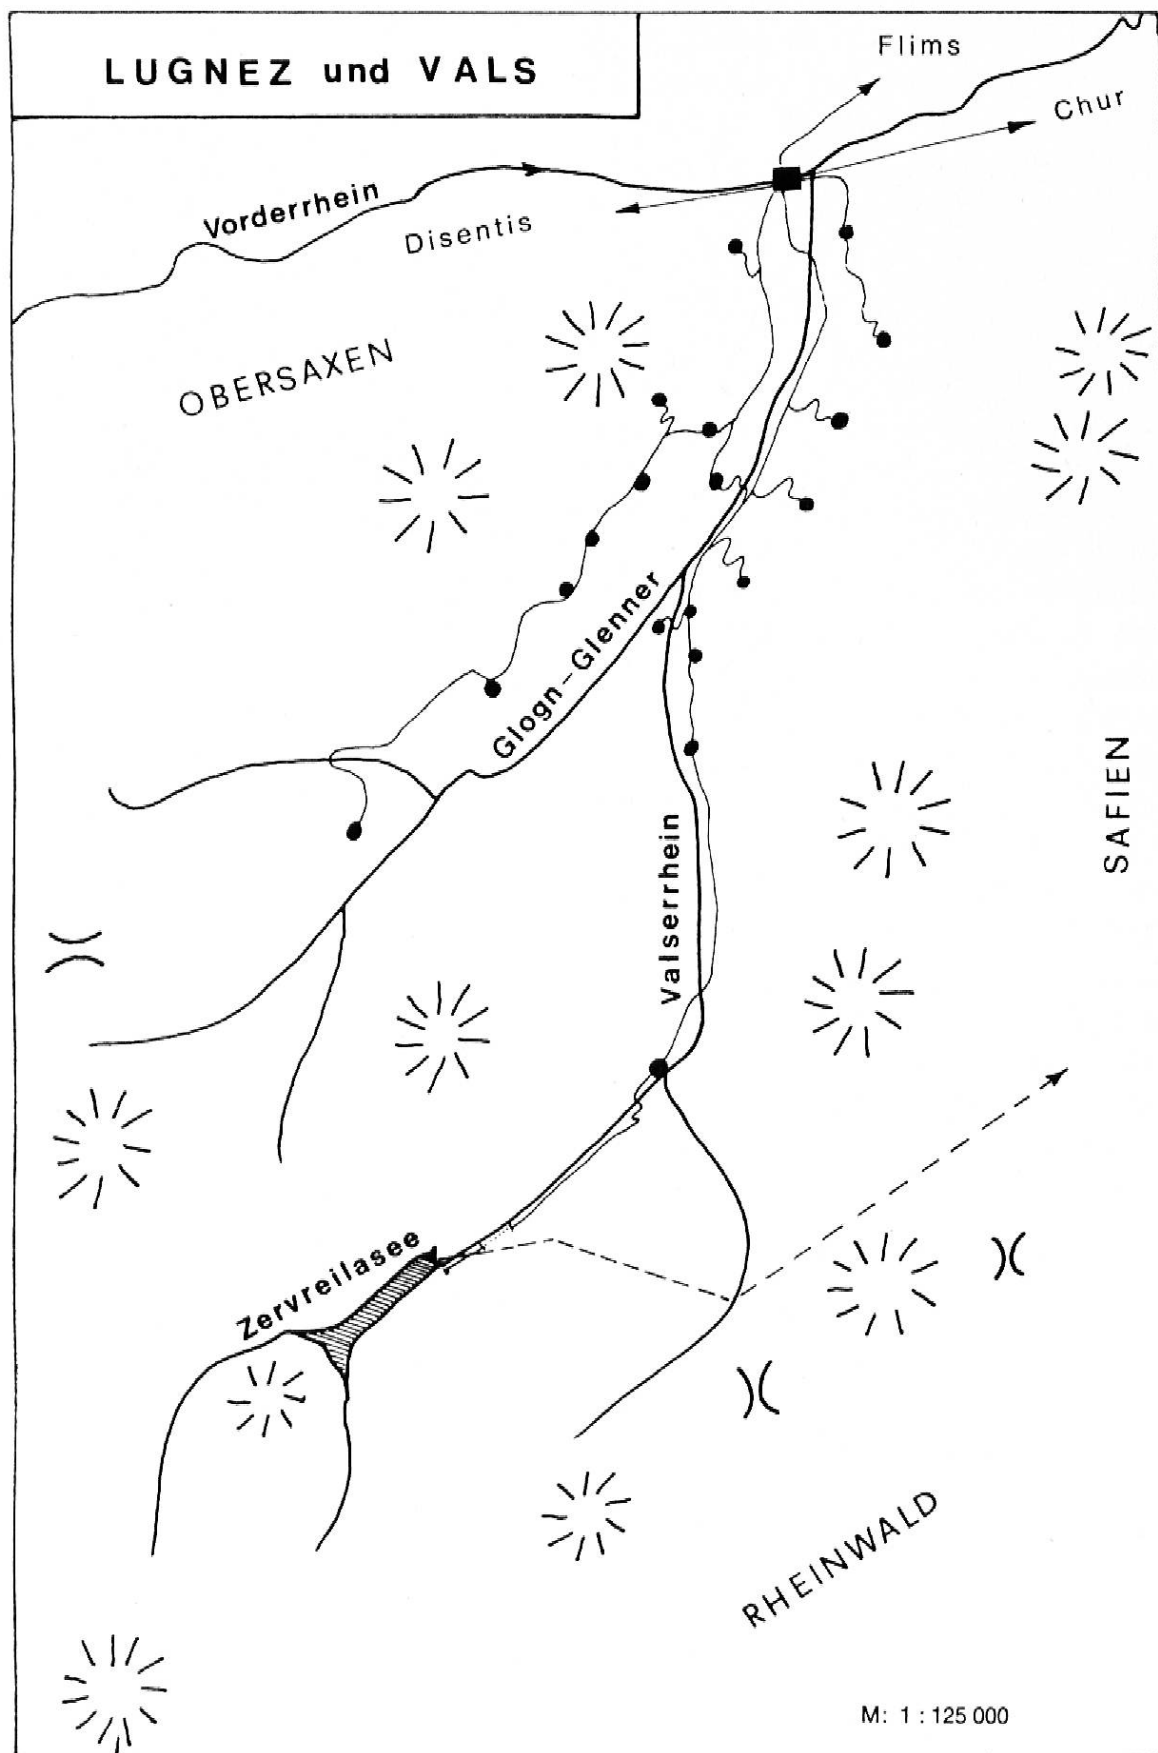 LUGNEZ und VALS
Flims
Chur
Vorderrhein
Disentis
OBERSAXEN
Glogn-Glenner
SAFIEN
Valserrhein
Zervreilasee
RHEINWALD
M: 1 : 125 000